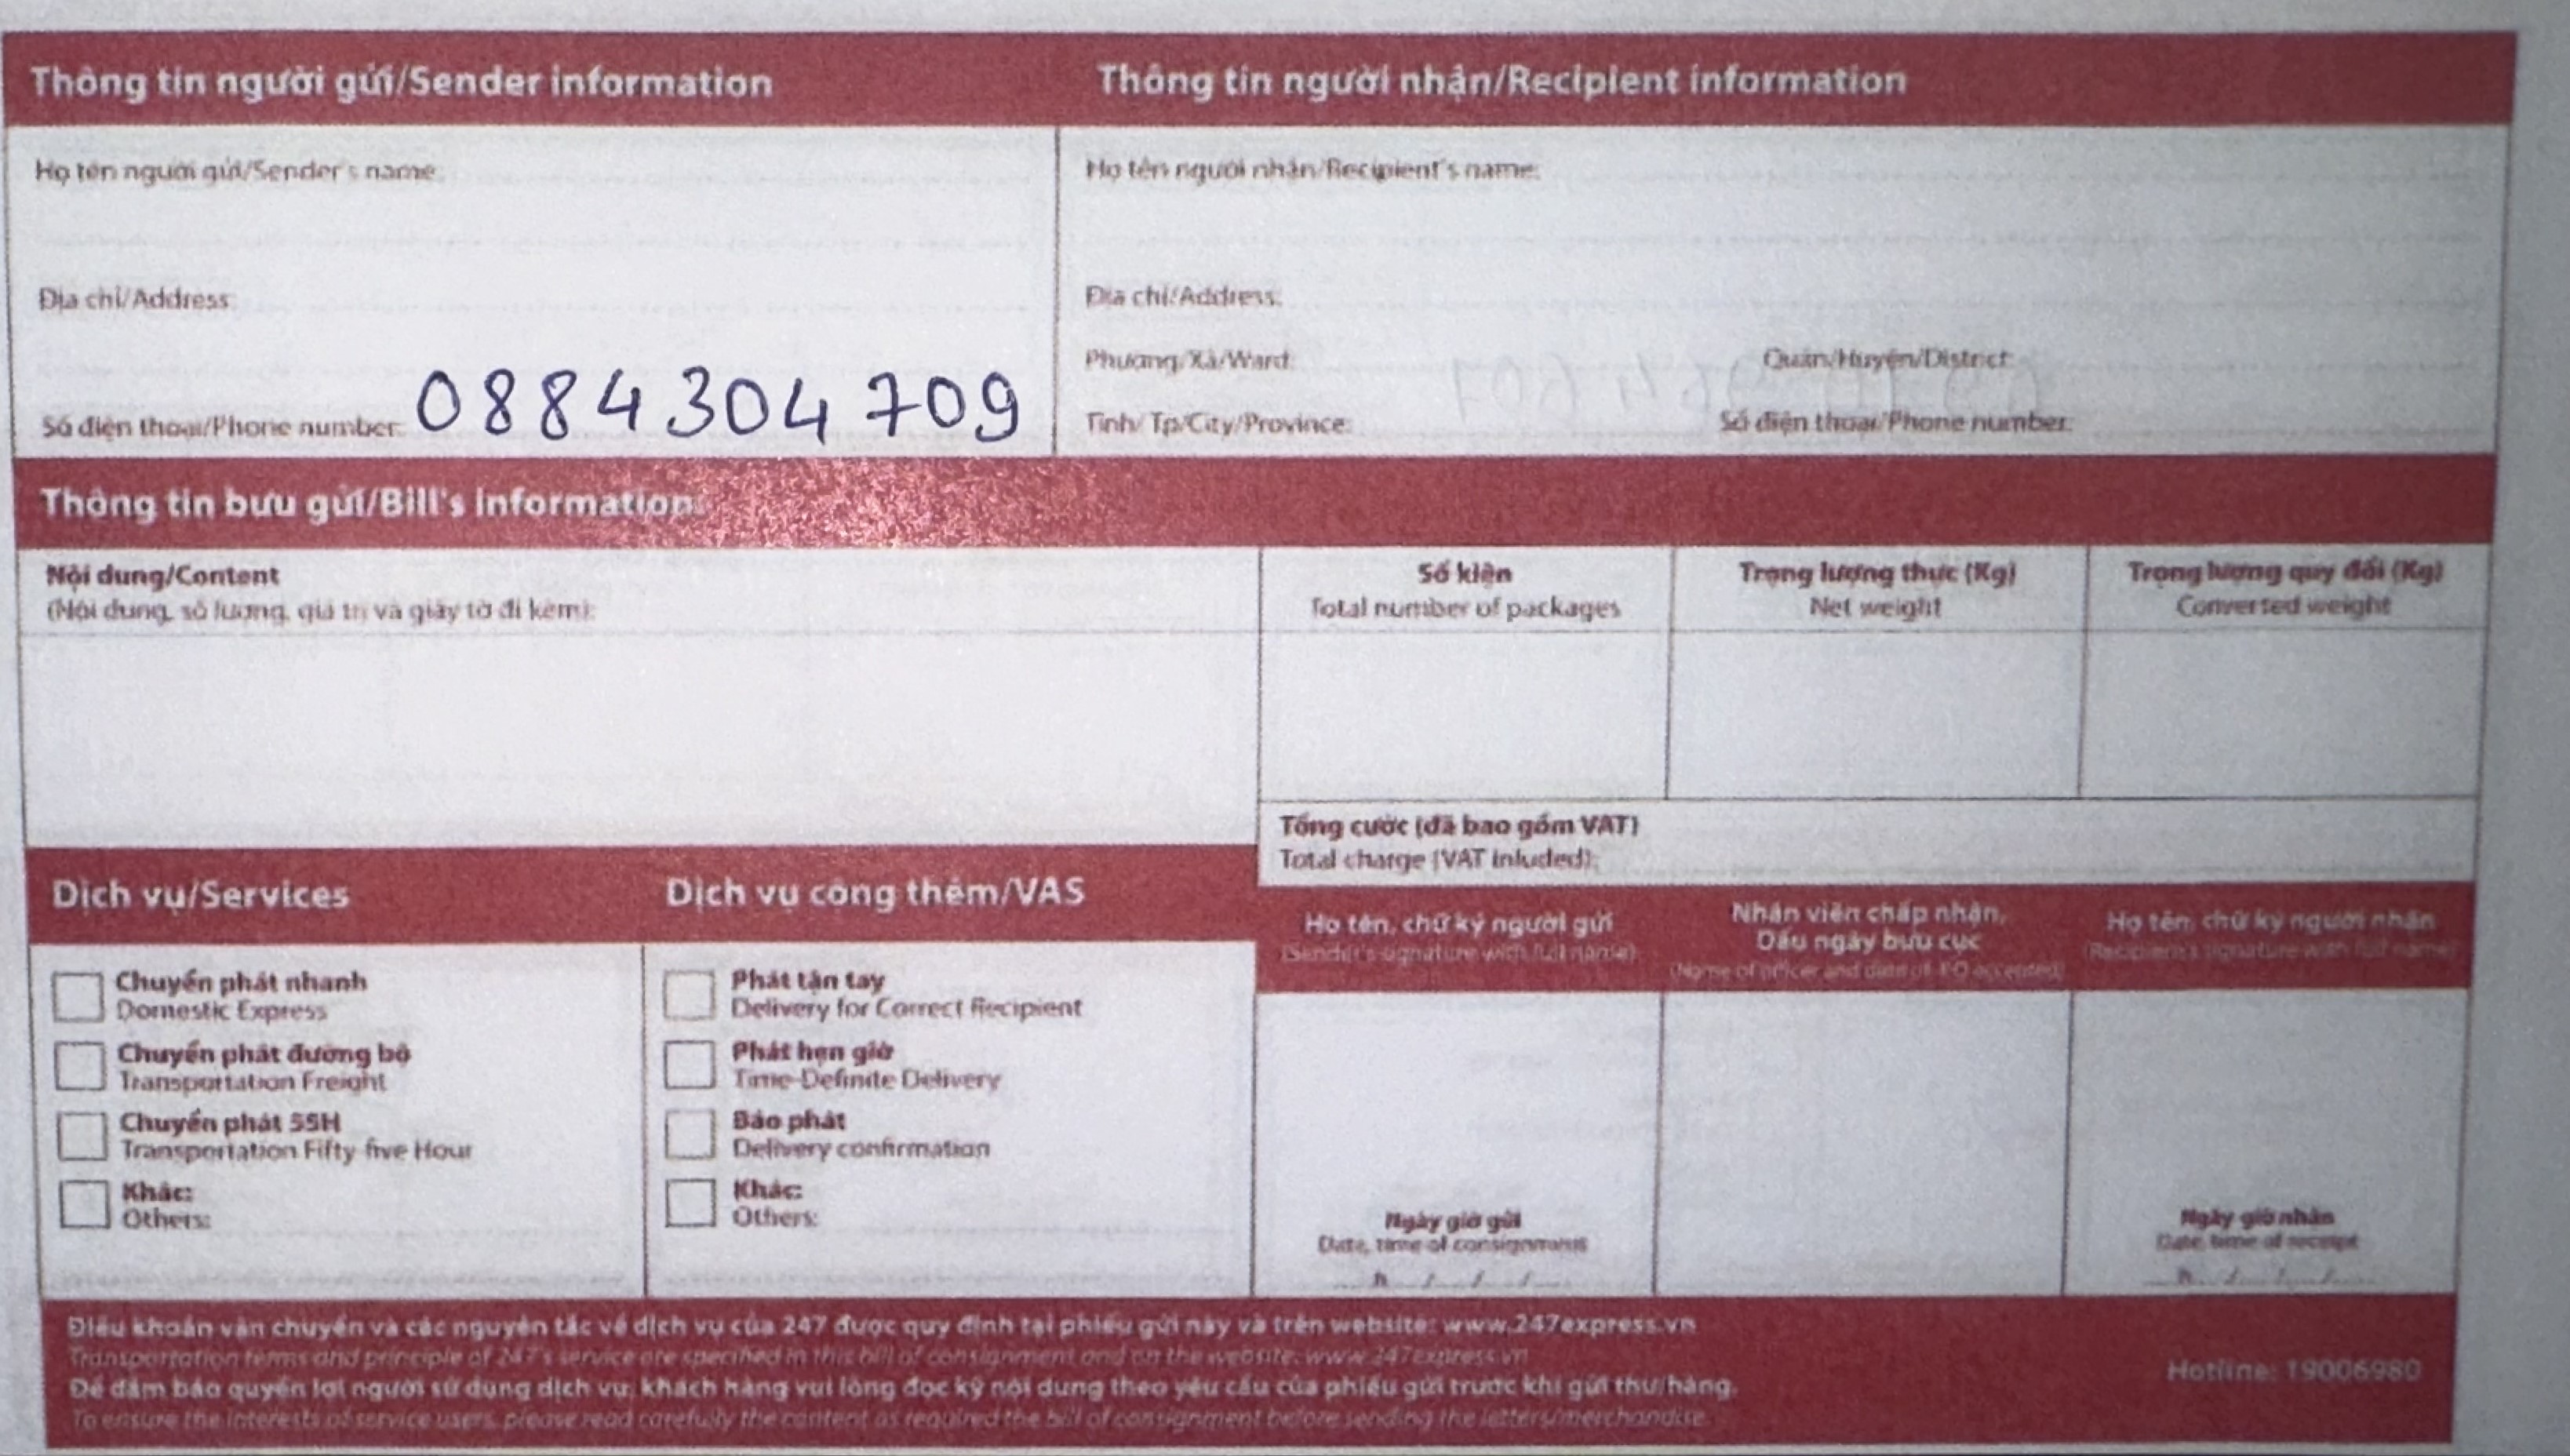 Thông tin người gửi/Sender information
Thông tin người nhận/Recipient information
Họ tên người gửi/Sender's name:
Họ tên người nhận/Recipient's name:
Địa chỉ/Address:
Địa chỉ/Address:
Phường/Xã/Ward:
Quận/Huyện/District:
Số điện thoại/Phone number: 0884304709
Tỉnh/Tp/City/Province:
Số điện thoại/Phone number:
Thông tin bưu gửi/Bill's information
Nội dung/Content
(Nội dung, số lượng, giá trị và giấy tờ đi kèm):
Số kiện
Total number of packages
Trọng lượng thực (Kg)
Net weight
Trọng lượng quy đổi (Kg)
Converted weight
Tổng cước (đã bao gồm VAT)
Total charge (VAT inluded):
Dịch vụ/Services
Dịch vụ cộng thêm/VAS
Họ tên, chữ ký người gửi
(Sender's signature with full name)
Nhân viên chấp nhận,
Dấu ngày bưu cục
(Name of officer and date of P.O accepted)
Họ tên, chữ ký người nhận
(Recipient's signature with full name)
Chuyển phát nhanh
Domestic Express
Chuyển phát đường bộ
Transportation Freight
Chuyển phát 55H
Transportation Fifty-five Hour
Khác:
Others:
Phát tận tay
Delivery for Correct Recipient
Phát hẹn giờ
Time-Definite Delivery
Báo phát
Delivery confirmation
Khác:
Others:
Ngày giờ gửi
Date, time of consignment
.....h...../...../...../.....
Ngày giờ nhận
Date, time of receipt
.....h...../...../...../.....
Điều khoản vận chuyển và các nguyên tắc về dịch vụ của 247 được quy định tại phiếu gửi này và trên website: www.247express.vn
Transportation terms and principle of 247's service are specified in this bill of consignment and on the website: www.247express.vn
Để đảm bảo quyền lợi người sử dụng dịch vụ, khách hàng vui lòng đọc kỹ nội dung theo yêu cầu của phiếu gửi trước khi gửi thư/hàng.
To ensure the interests of service users, please read carefully the content as required the bill of consignment before sending the letters/merchandise.
Hotline: 19006980